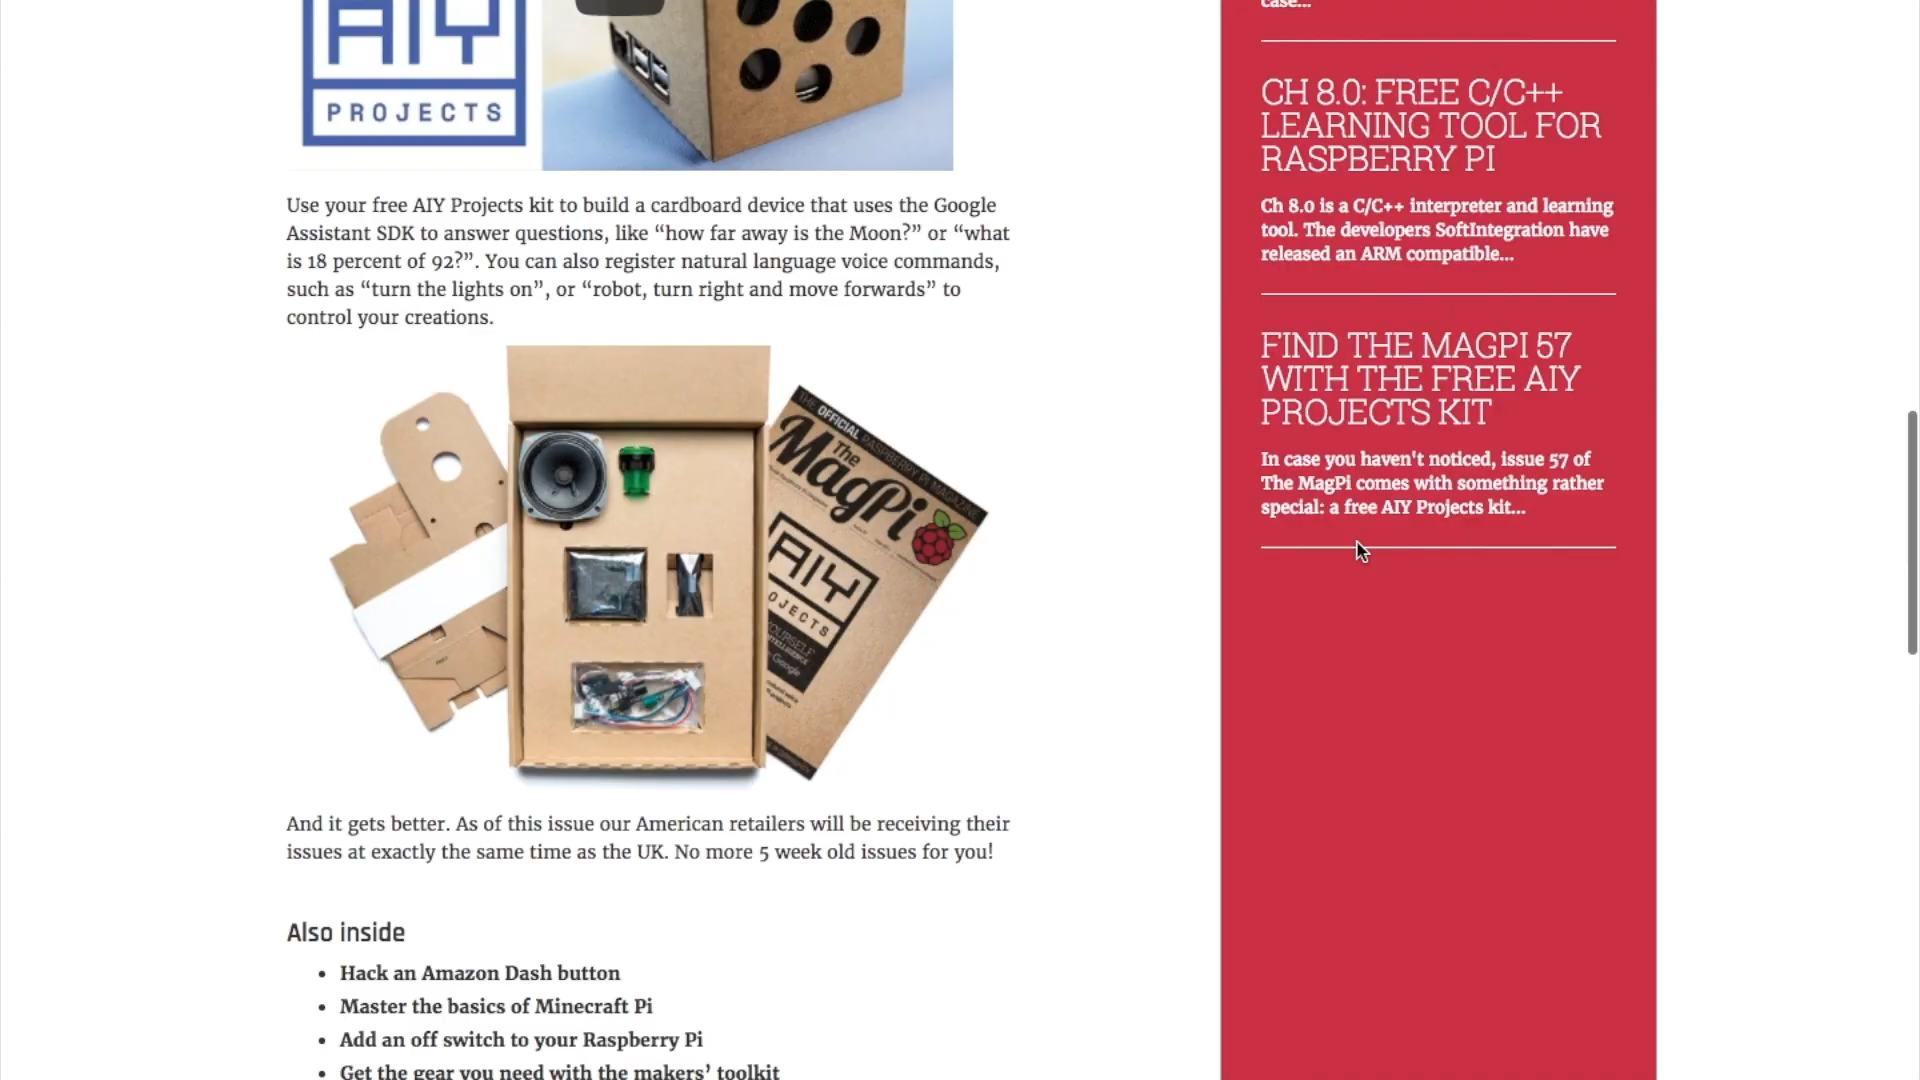 AIY
PROJECTS
Use your free AIY Projects kit to build a cardboard device that uses the Google
Assistant SDK to answer questions, like “how far away is the Moon?” or “what
is 18 percent of 92?”. You can also register natural language voice commands,
such as “turn the lights on”, or “robot, turn right and move forwards” to
control your creations.
THE OFFICIAL RASPBERRY PI MAGAZINE
The
MagPi
AIY
OJECTS
Google
And it gets better. As of this issue our American retailers will be receiving their
issues at exactly the same time as the UK. No more 5 week old issues for you!
Also inside
• Hack an Amazon Dash button
• Master the basics of Minecraft Pi
• Add an off switch to your Raspberry Pi
• Get the gear you need with the makers’ toolkit
case...
CH 8.0: FREE C/C++
LEARNING TOOL FOR
RASPBERRY PI
Ch 8.0 is a C/C++ interpreter and learning
tool. The developers SoftIntegration have
released an ARM compatible...
FIND THE MAGPI 57
WITH THE FREE AIY
PROJECTS KIT
In case you haven't noticed, issue 57 of
The MagPi comes with something rather
special: a free AIY Projects kit...